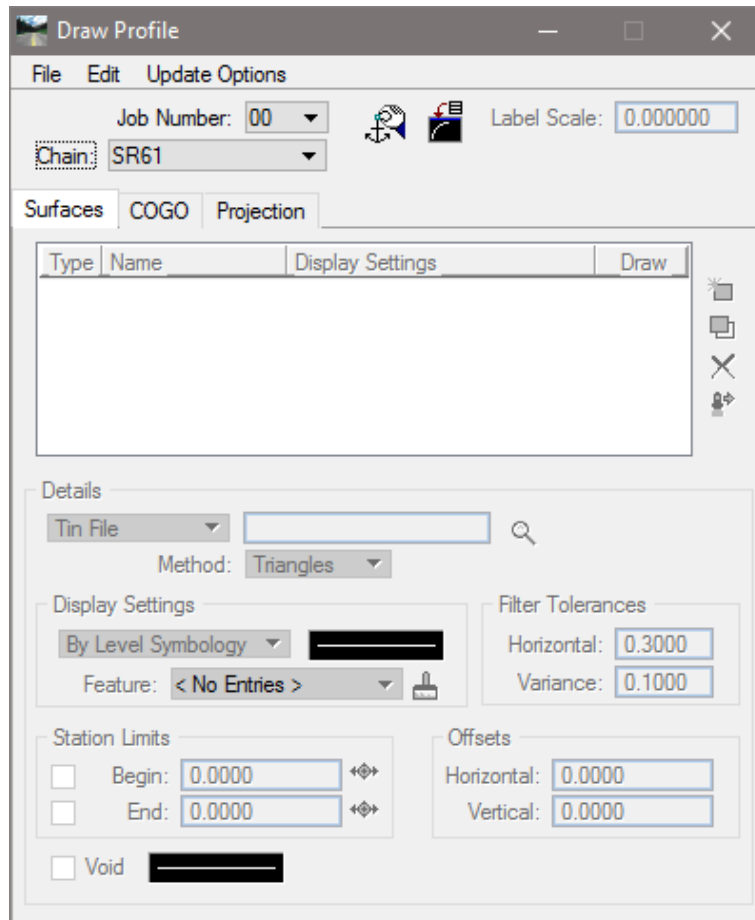 Draw Profile
File Edit Update Options
Job Number: 00 Label Scale: 0.000000
Chain: SR61
Surfaces COGO Projection
Type Name Display Settings Draw
Details
Tin File
Method: Triangles
Display Settings Filter Tolerances
By Level Symbology Horizontal: 0.3000
Feature: < No Entries > Variance: 0.1000
Station Limits Offsets
Begin: 0.0000 Horizontal: 0.0000
End: 0.0000 Vertical: 0.0000
Void